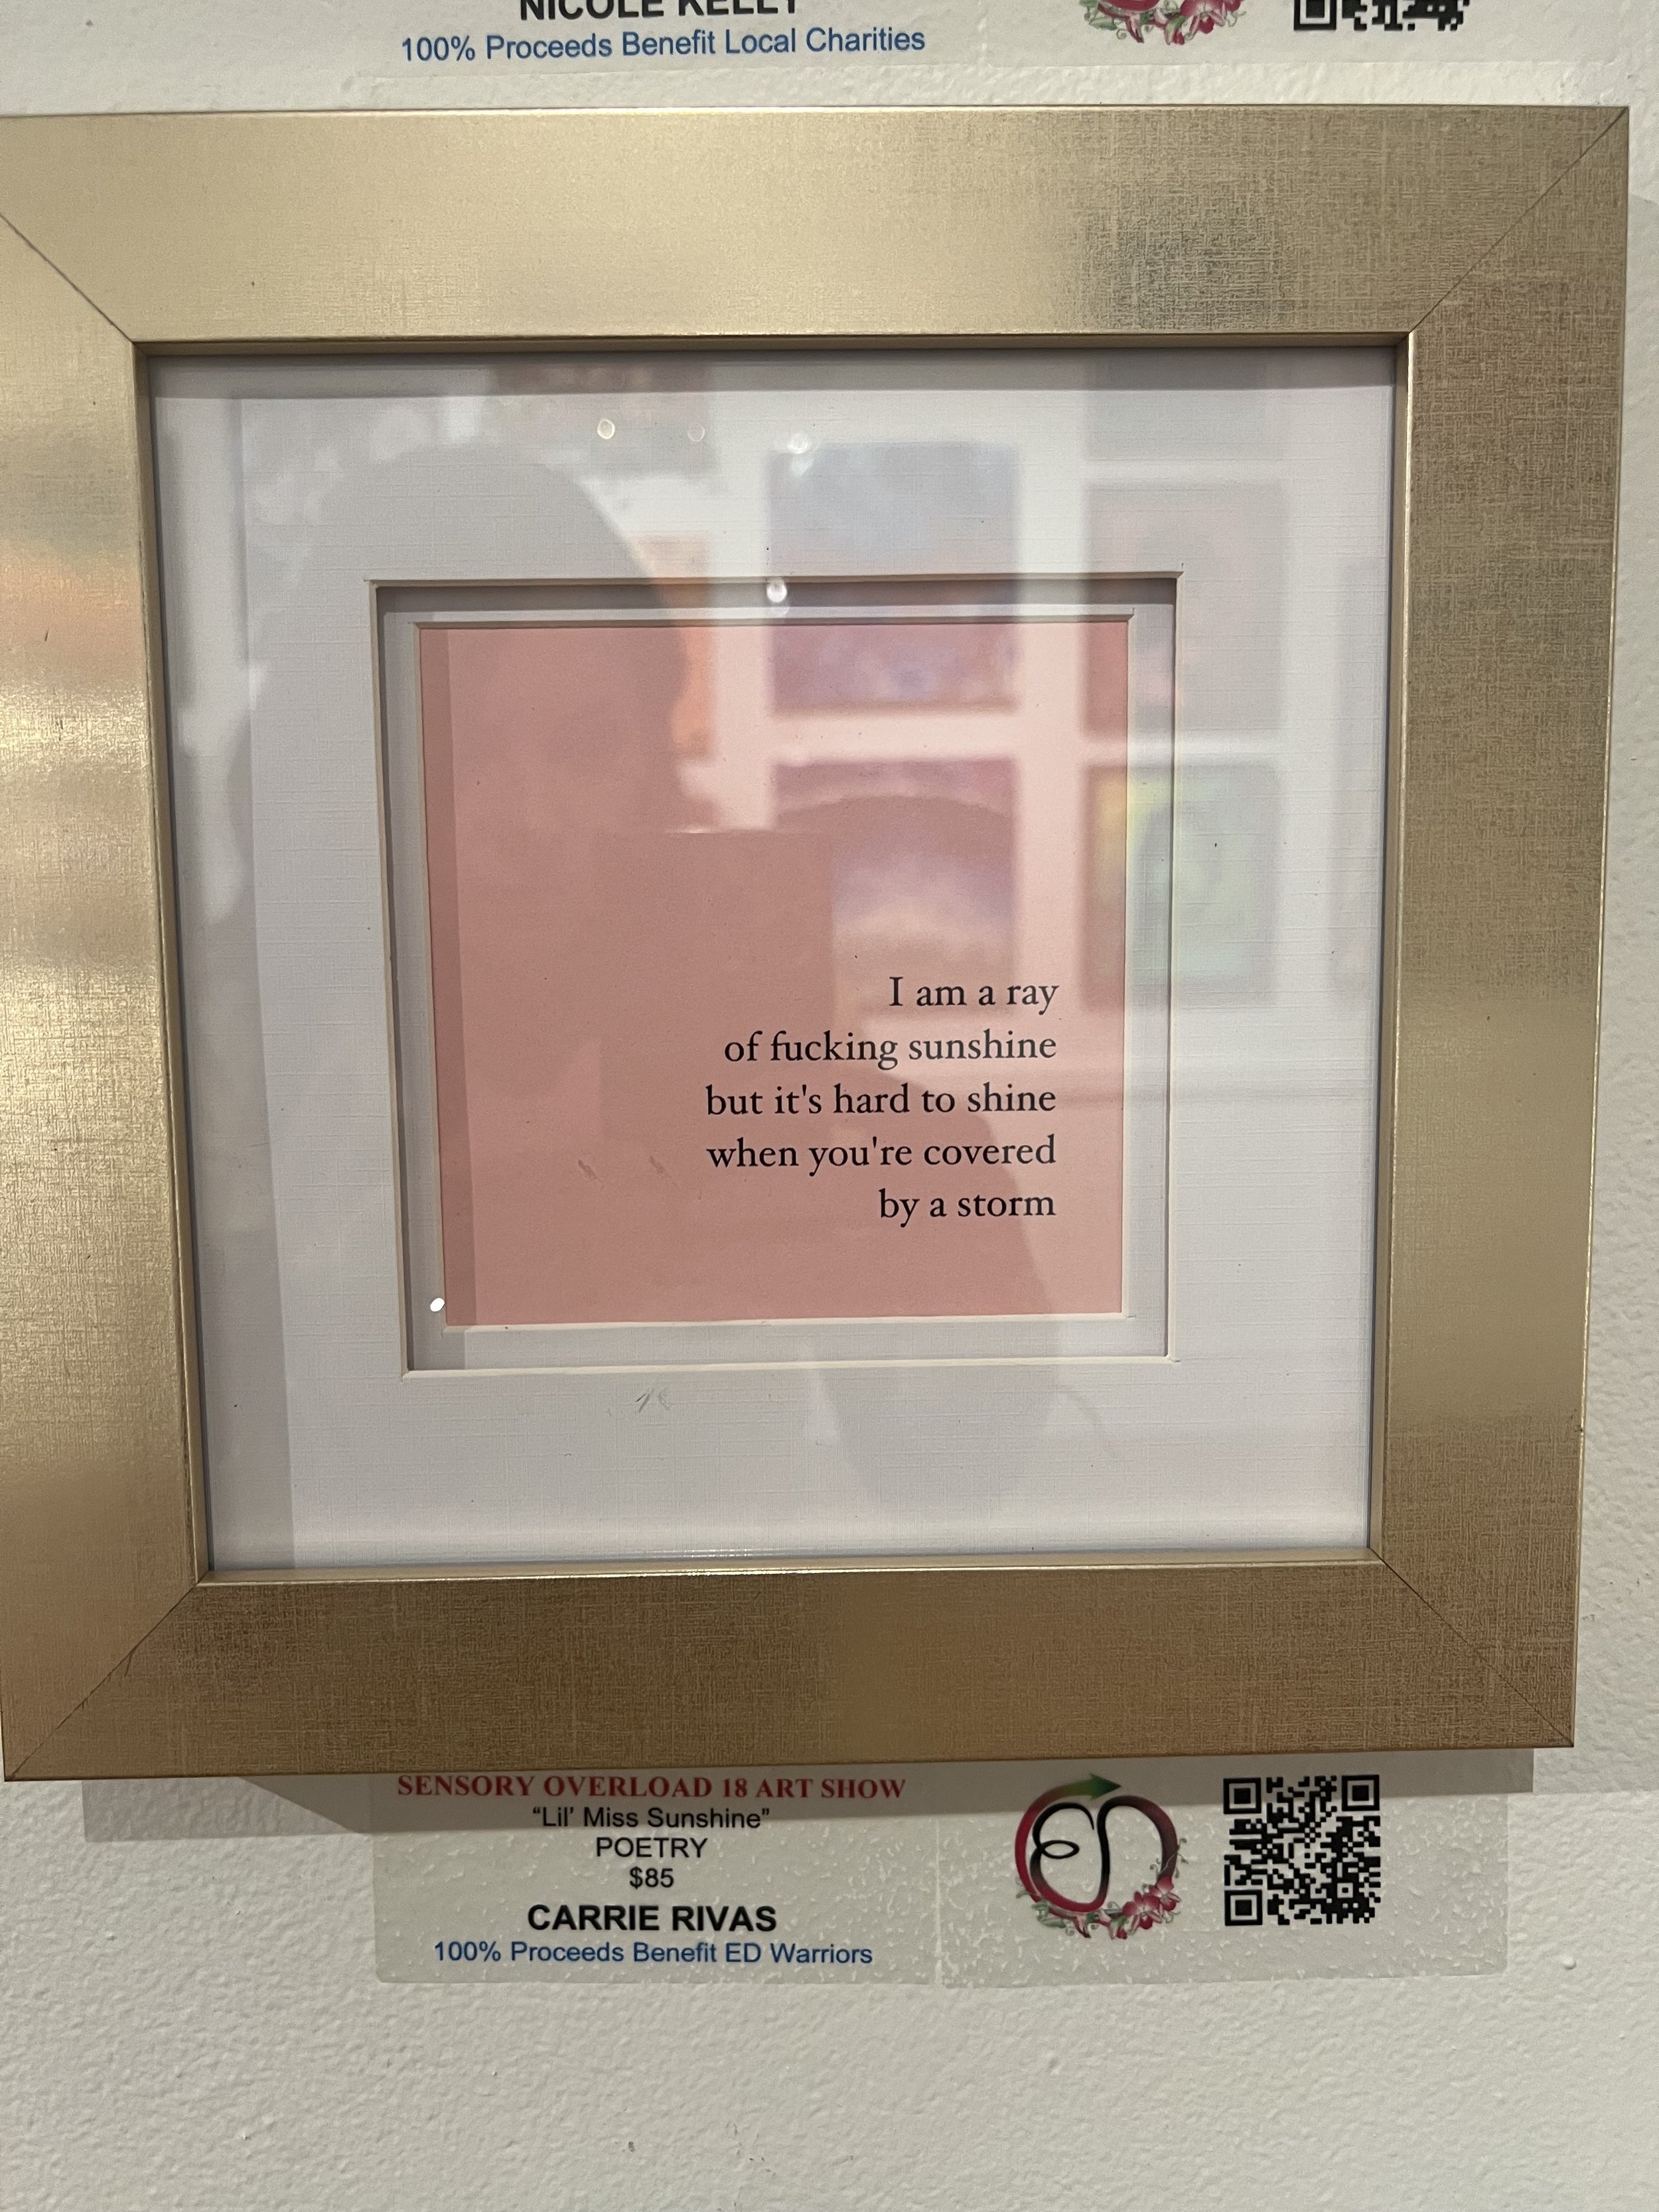 NICOLE KELLY
100% Proceeds Benefit Local Charities
I am a ray
of fucking sunshine
but it's hard to shine
when you're covered
by a storm
SENSORY OVERLOAD 18 ART SHOW
“Lil’ Miss Sunshine”
POETRY
$85
CARRIE RIVAS
100% Proceeds Benefit ED Warriors
ED